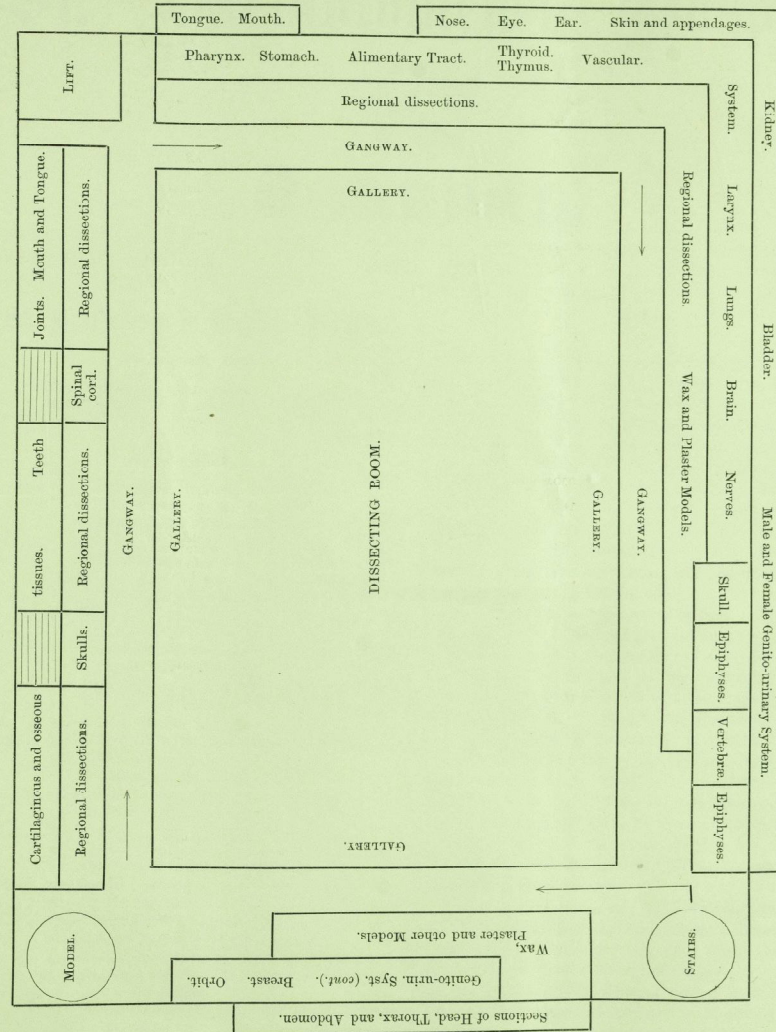 Tongue. Mouth.
Nose. Eye. Ear. Skin and appendages.
Pharynx. Stomach. Alimentary Tract. Thyroid. Thymus. Vascular.
Regional dissections.
GANGWAY.
GALLERY.
LIFT.
Joints. Mouth and Tongue.
Regional dissections.
Spinal cord.
Teeth
tissues.
Regional dissections.
Skulls.
Cartilagincus and osseous
Regional dissections.
MODEL.
GANGWAY.
GALLERY.
DISSECTING ROOM.
GALLERY.
GANGWAY.
Regional dissections
Wax and Plaster Models.
System. Larynx. Lungs. Brain. Nerves.
Skull. Epiphyses. Vertebræ. Epiphyses.
Kidney. Bladder. Male and Female Genito-urinary System.
GALLERY.
STAIRS.
Wax,
Plaster and other Models.
Genito-urin. Syst. (cont.). Breast. Orbit.
Sections of Head, Thorax, and Abdomen.